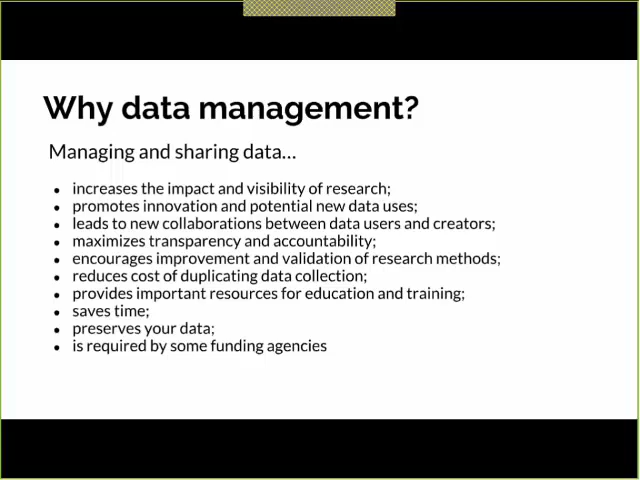 Why data management?
Managing and sharing data...
• increases the impact and visibility of research;
• promotes innovation and potential new data uses;
• leads to new collaborations between data users and creators;
• maximizes transparency and accountability;
• encourages improvement and validation of research methods;
• reduces cost of duplicating data collection;
• provides important resources for education and training;
• saves time;
• preserves your data;
• is required by some funding agencies